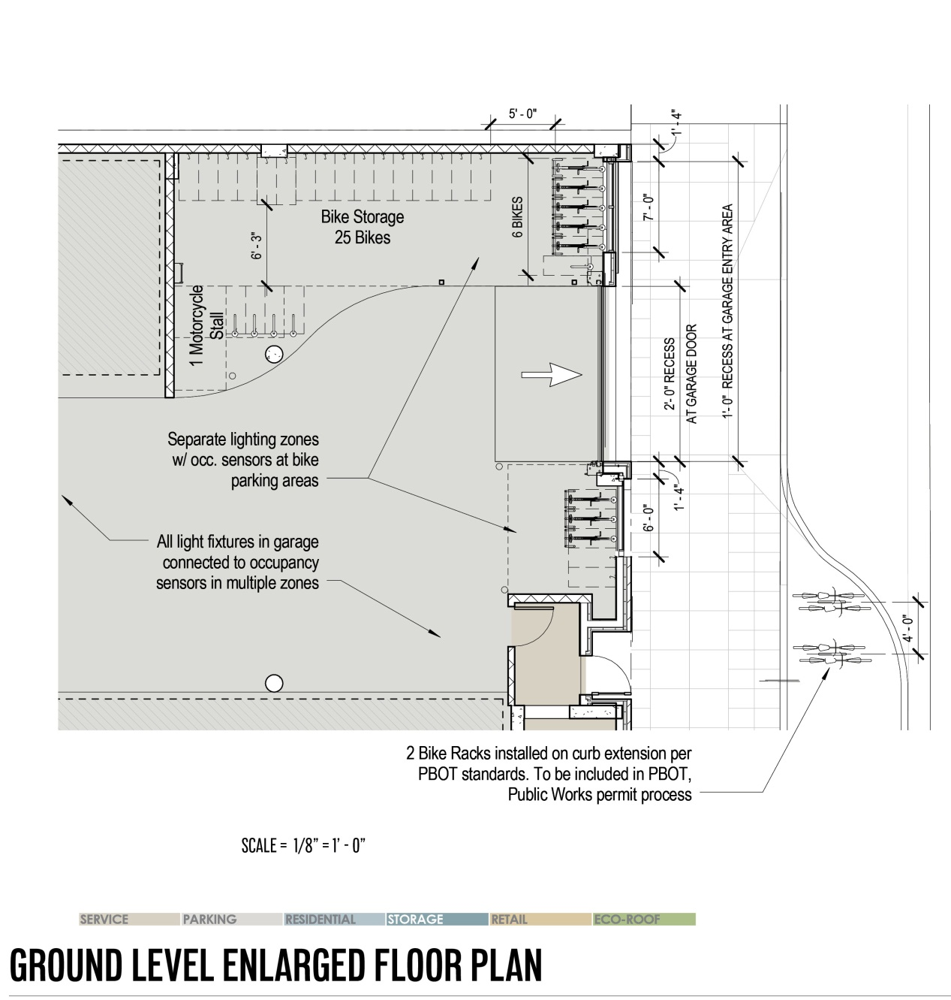 5' - 0"
1' - 4"
Bike Storage
25 Bikes
6 BIKES
7' - 0"
6' - 3"
1'- 0" RECESS AT GARAGE ENTRY AREA
1 Motorcycle
Stall
2'- 0" RECESS
AT GARAGE DOOR
Separate lighting zones
w/ occ. sensors at bike
parking areas
1' - 4"
6' - 0"
All light fixtures in garage
connected to occupancy
sensors in multiple zones
4' - 0"
2 Bike Racks installed on curb extension per
PBOT standards. To be included in PBOT,
Public Works permit process
SCALE = 1/8" = 1' - 0"
SERVICE
PARKING
RESIDENTIAL
STORAGE
RETAIL
ECO-ROOF
GROUND LEVEL ENLARGED FLOOR PLAN